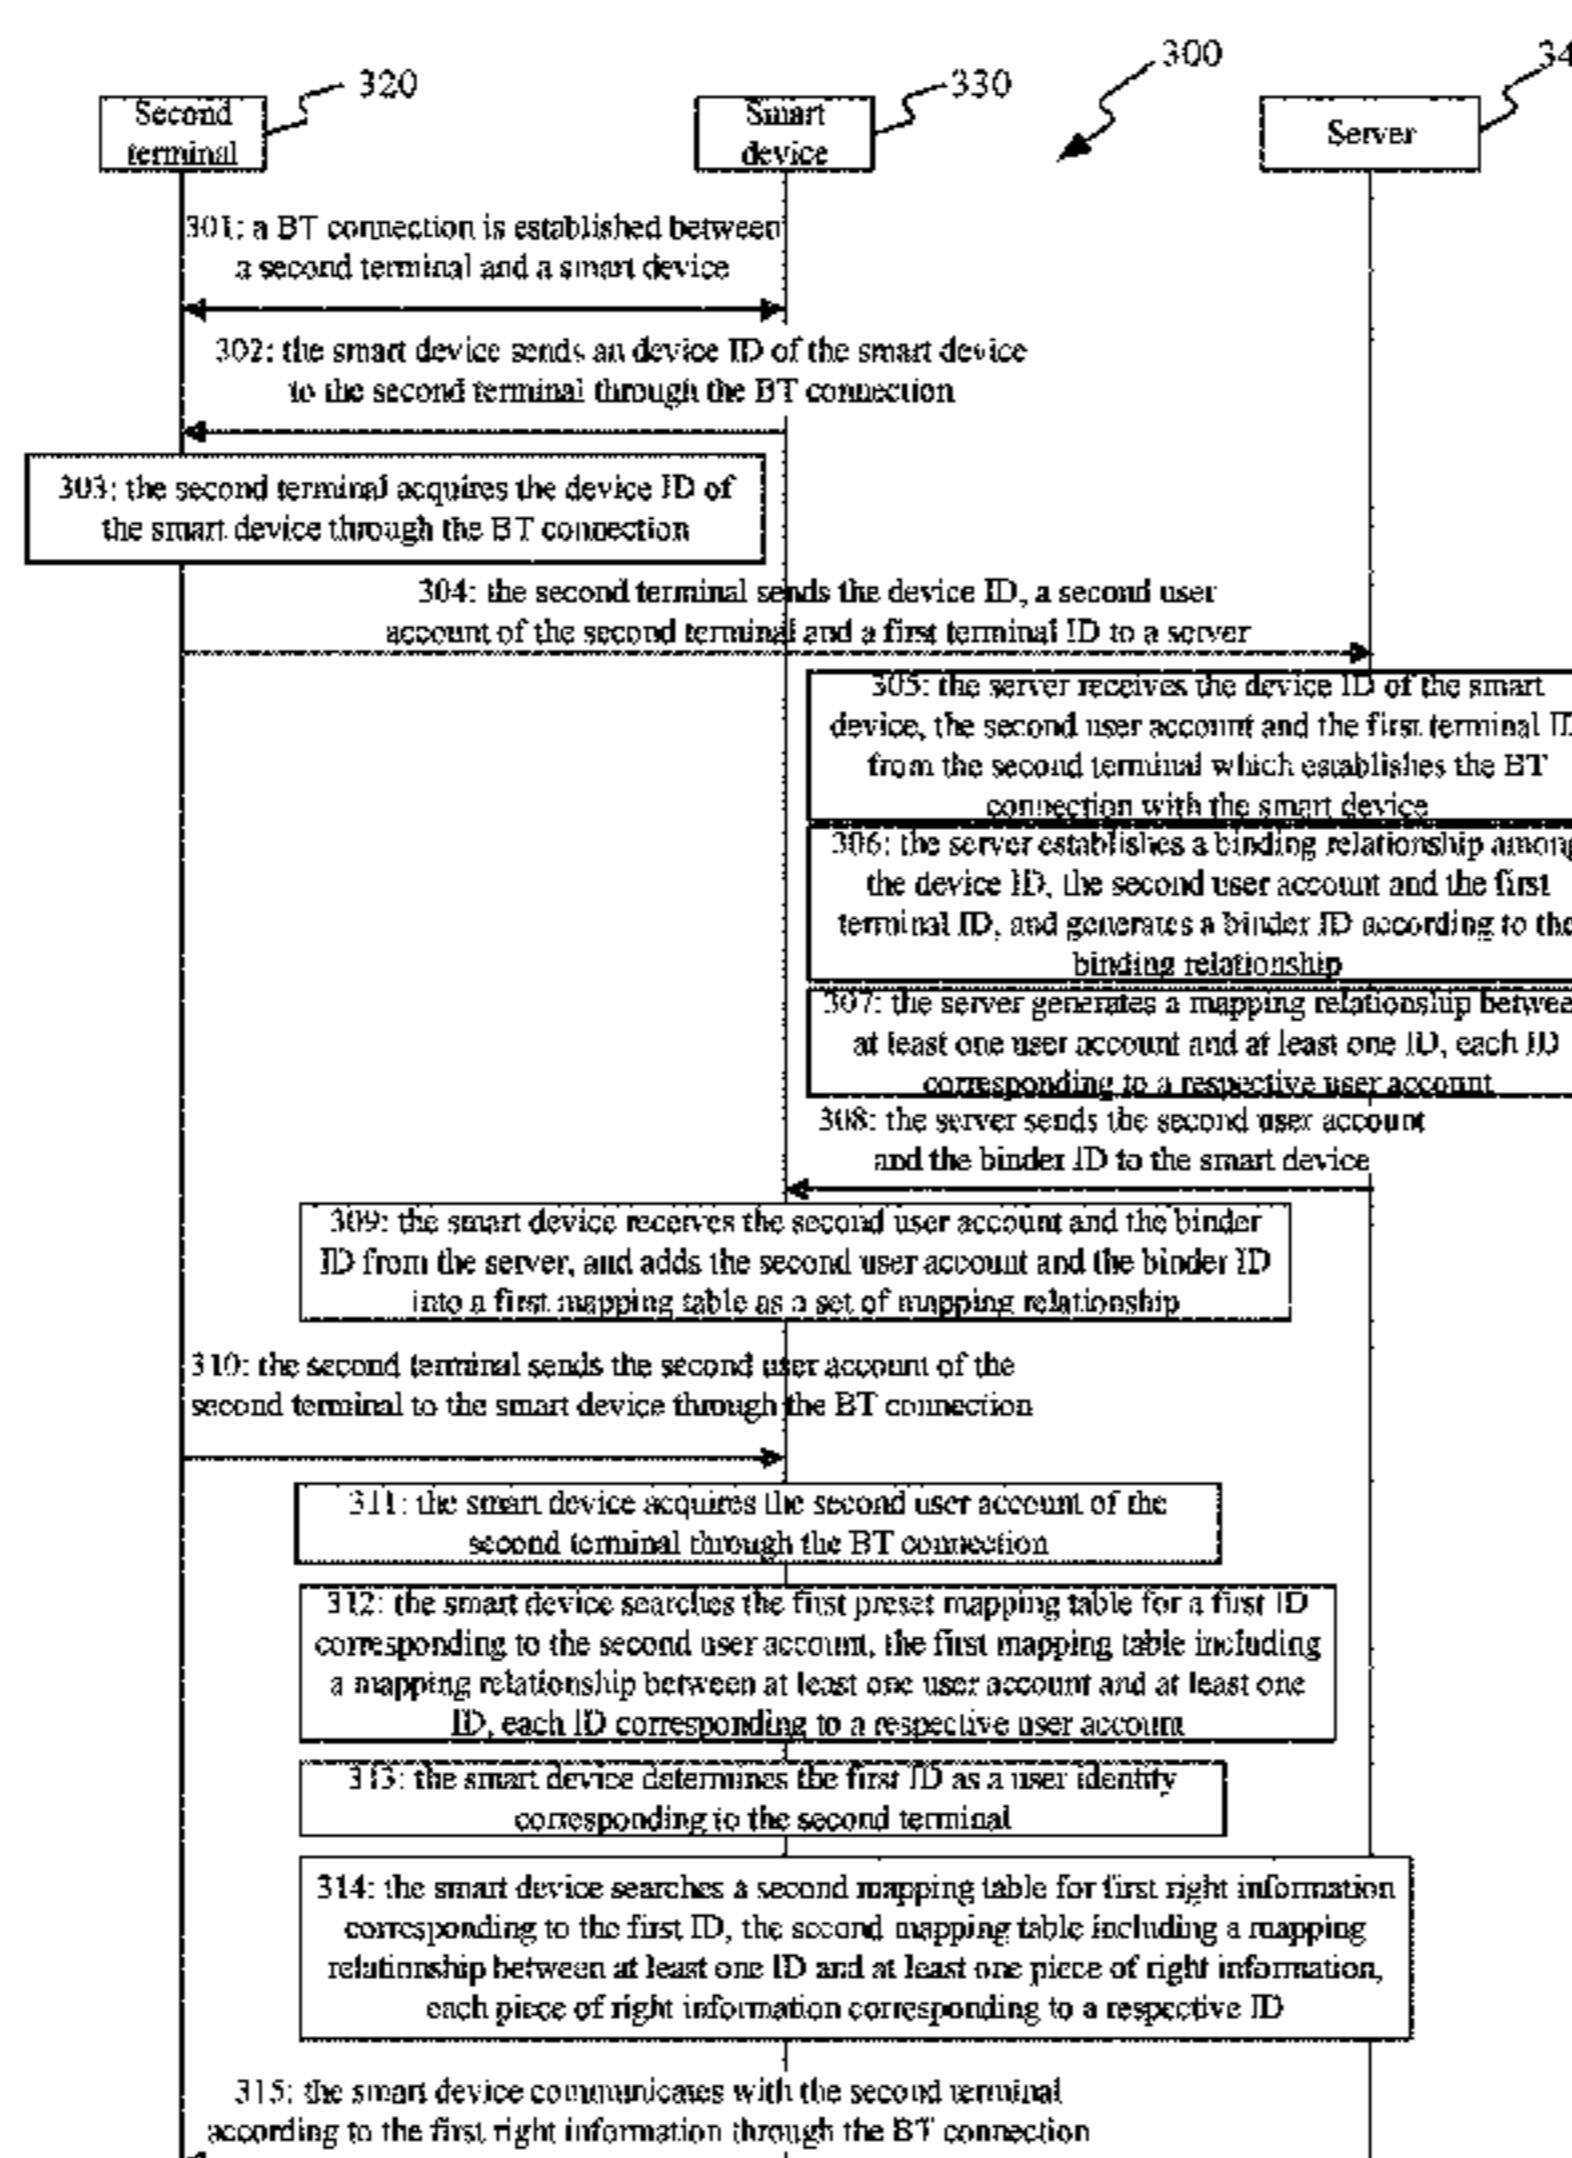 300
320
330
34
Second
terminal
Smart
device
Server
301: a BT connection is established between
a second terminal and a smart device
302: the smart device sends an device ID of the smart device
to the second terminal through the BT connection
303: the second terminal acquires the device ID of
the smart device through the BT connection
304: the second terminal sends the device ID, a second user
account of the second terminal and a first terminal ID to a server
305: the server receives the device ID of the smart
device, the second user account and the first terminal ID
from the second terminal which establishes the BT
connection with the smart device
306: the server establishes a binding relationship among
the device ID, the second user account and the first
terminal ID, and generates a binder ID according to the
binding relationship
307: the server generates a mapping relationship betwee
at least one user account and at least one ID, each ID
corresponding to a respective user account
308: the server sends the second user account
and the binder ID to the smart device
309: the smart device receives the second user account and the binder
ID from the server, and adds the second user account and the binder ID
into a first mapping table as a set of mapping relationship
310: the second terminal sends the second user account of the
second terminal to the smart device through the BT connection
311: the smart device acquires the second user account of the
second terminal through the BT connection
312: the smart device searches the first preset mapping table for a first ID
corresponding to the second user account, the first mapping table including
a mapping relationship between at least one user account and at least one
ID, each ID corresponding to a respective user account
313: the smart device determines the first ID as a user identity
corresponding to the second terminal
314: the smart device searches a second mapping table for first right information
corresponding to the first ID, the second mapping table including a mapping
relationship between at least one ID and at least one piece of right information,
each piece of right information corresponding to a respective ID
315: the smart device communicates with the second terminal
according to the first right information through the BT connection